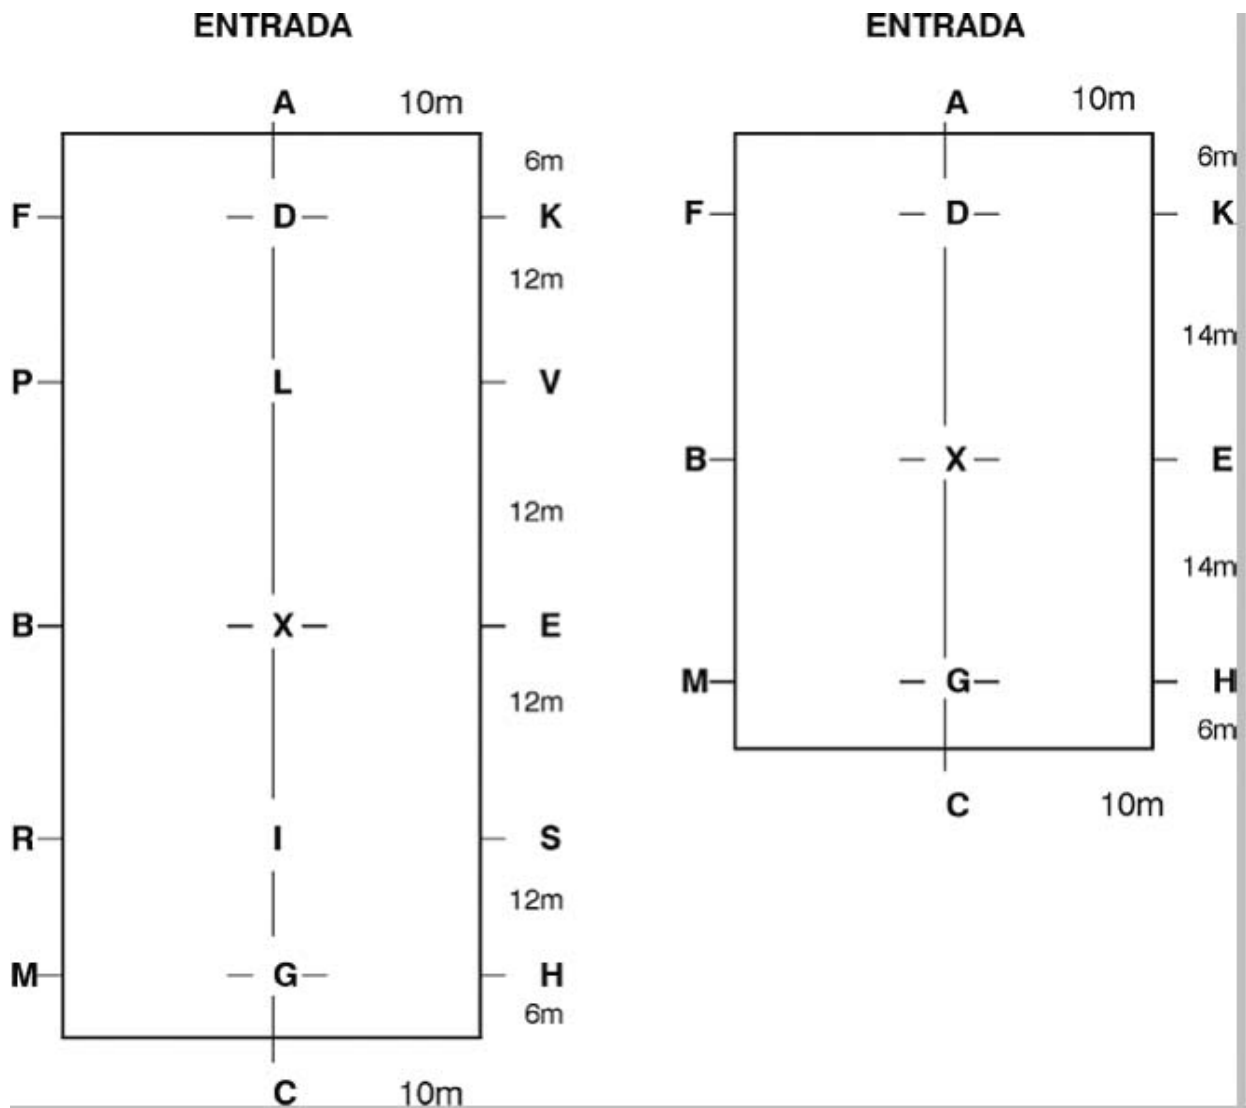 ENTRADA
A 10m
6m
F D K
12m
P L V
12m
B X E
12m
R I S
12m
M G H
6m
C 10m
ENTRADA
A 10m
6m
F D K
14m
B X E
14m
M G H
6m
C 10m